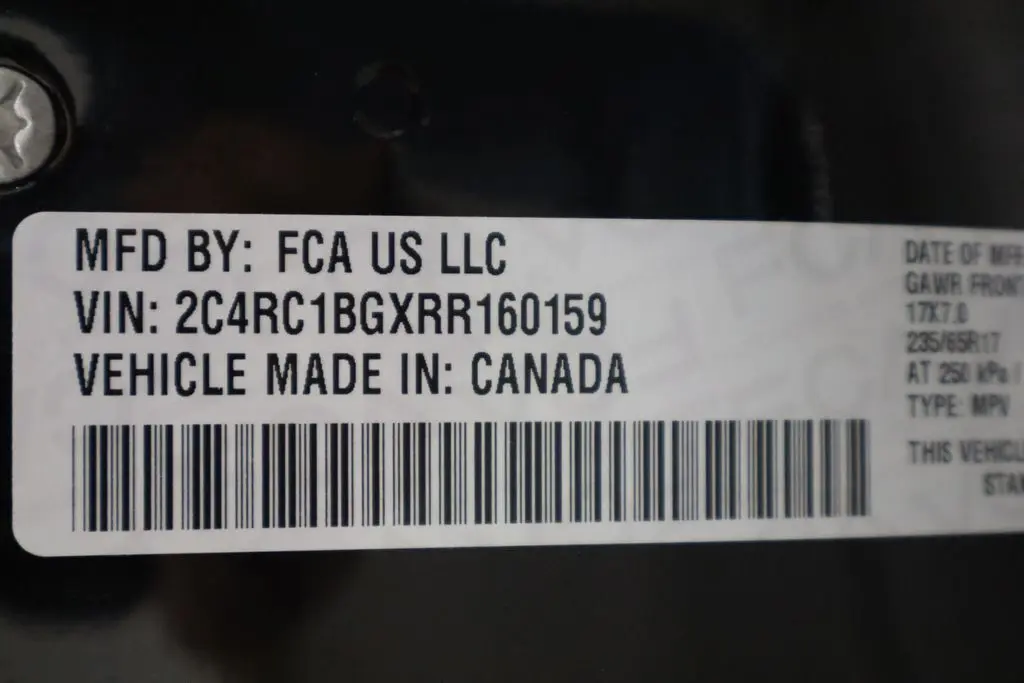 MFD BY: FCA US LLC
VIN: 2C4RC1BGXRR160159
VEHICLE MADE IN: CANADA
DATE OF MFR
GAWR FRONT
17X7.0
235/65R17
AT 250 kPa /
TYPE: MPV
THIS VEHICL
STAN